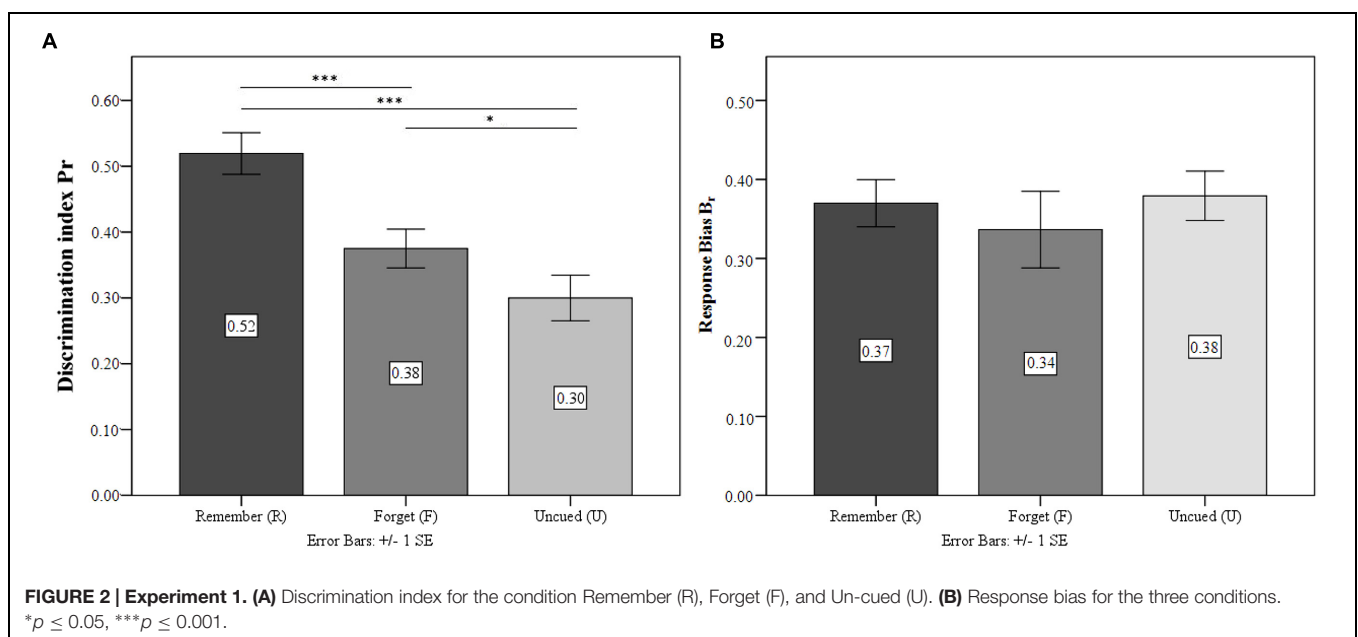 A
***
***
*
Discrimination index Pr
0.60
0.50
0.40
0.30
0.20
0.10
0.00
0.52
0.38
0.30
Remember (R) Forget (F) Uncued (U)
Error Bars: +/- 1 SE
B
Response Bias Br
0.50
0.40
0.30
0.20
0.10
0.00
0.37
0.34
0.38
Remember (R) Forget (F) Uncued (U)
Error Bars: +/- 1 SE
FIGURE 2 | Experiment 1. (A) Discrimination index for the condition Remember (R), Forget (F), and Un-cued (U). (B) Response bias for the three conditions.
*p ≤ 0.05, ***p ≤ 0.001.